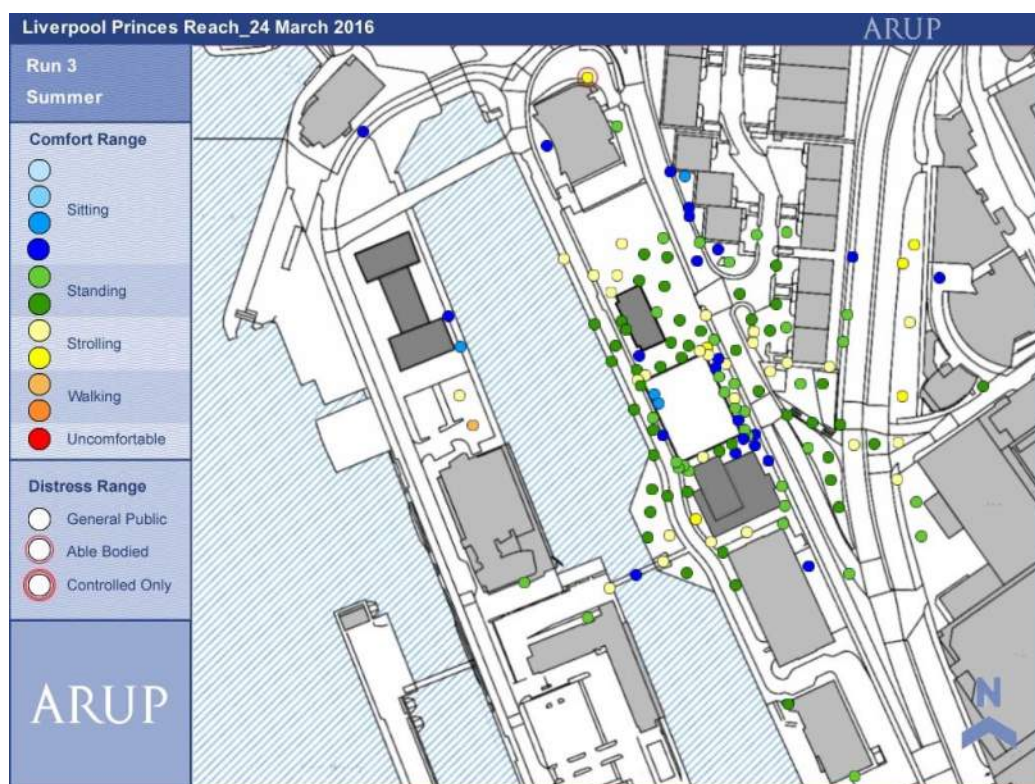 Liverpool Princes Reach_24 March 2016
ARUP
Run 3
Summer
Comfort Range
Sitting
Standing
Strolling
Walking
Uncomfortable
Distress Range
General Public
Able Bodied
Controlled Only
ARUP
N